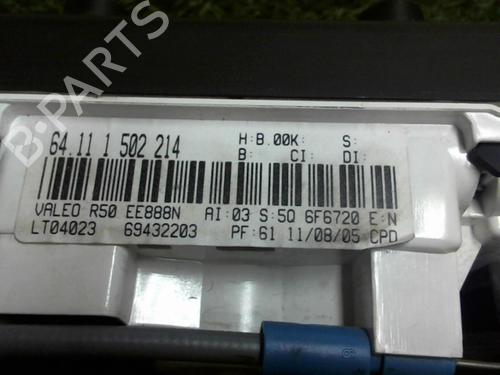 64.11 1 502 214 H:B.00K: S:
B: CI: DI:
VALEO R50 EE888N AI:03 S:50 6F6720 E:N
LT04023 69432203 PF:61 11/08/05 CPD
B-PARTS